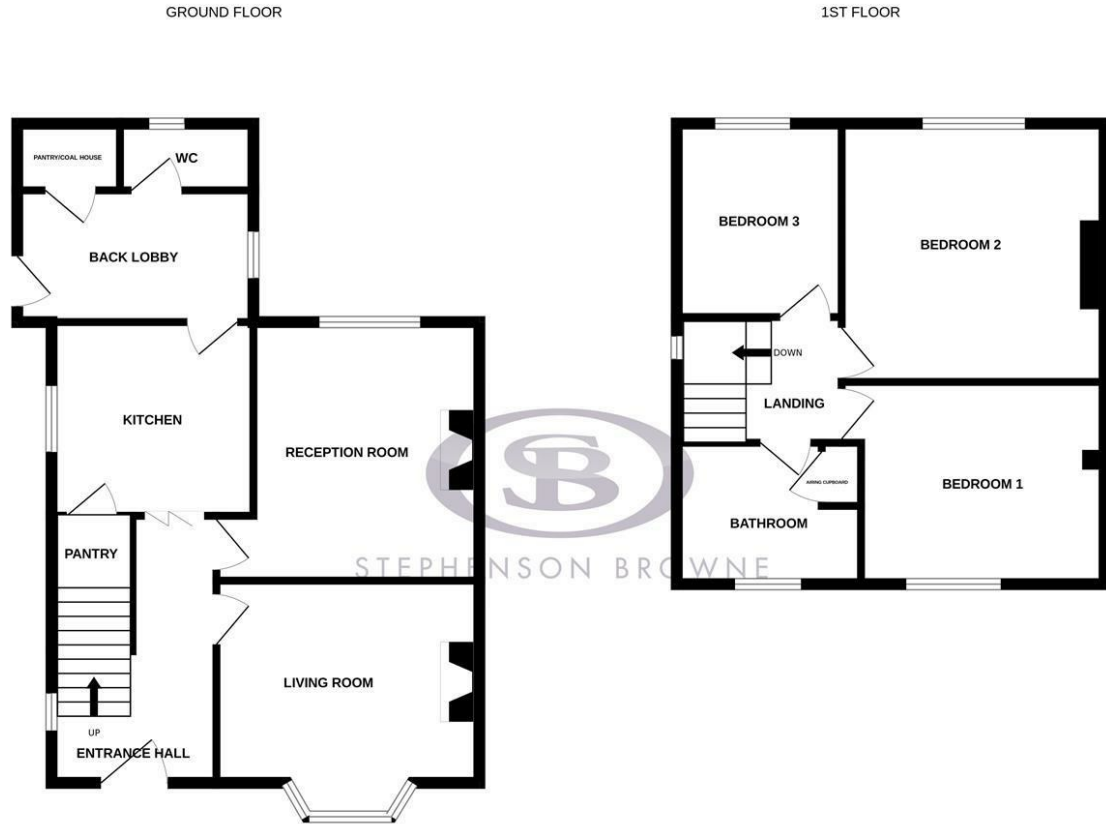 GROUND FLOOR
1ST FLOOR
PANTRY/COAL HOUSE
WC
BACK LOBBY
KITCHEN
RECEPTION ROOM
PANTRY
LIVING ROOM
UP
ENTRANCE HALL
BEDROOM 3
BEDROOM 2
DOWN
LANDING
AIRING CUPBOARD
BEDROOM 1
BATHROOM
SB
STEPHENSON BROWNE